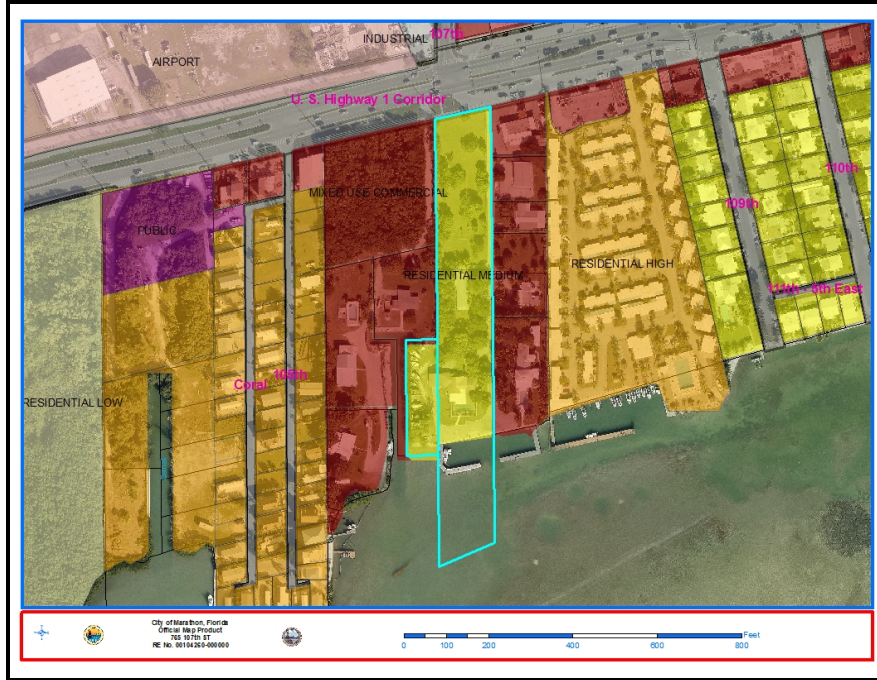 107th
INDUSTRIAL
AIRPORT
U. S. Highway 1 Corridor
110th
MIXED USE COMMERCIAL
109th
PUBLIC
RESIDENTIAL HIGH
RESIDENTIAL MEDIUM
111th - 5th East
105th
Coral
RESIDENTIAL LOW
City of Marathon, Florida
Official Map Product
765 107th ST
RE No. 00104260-000000
Feet
0 100 200 400 600 800